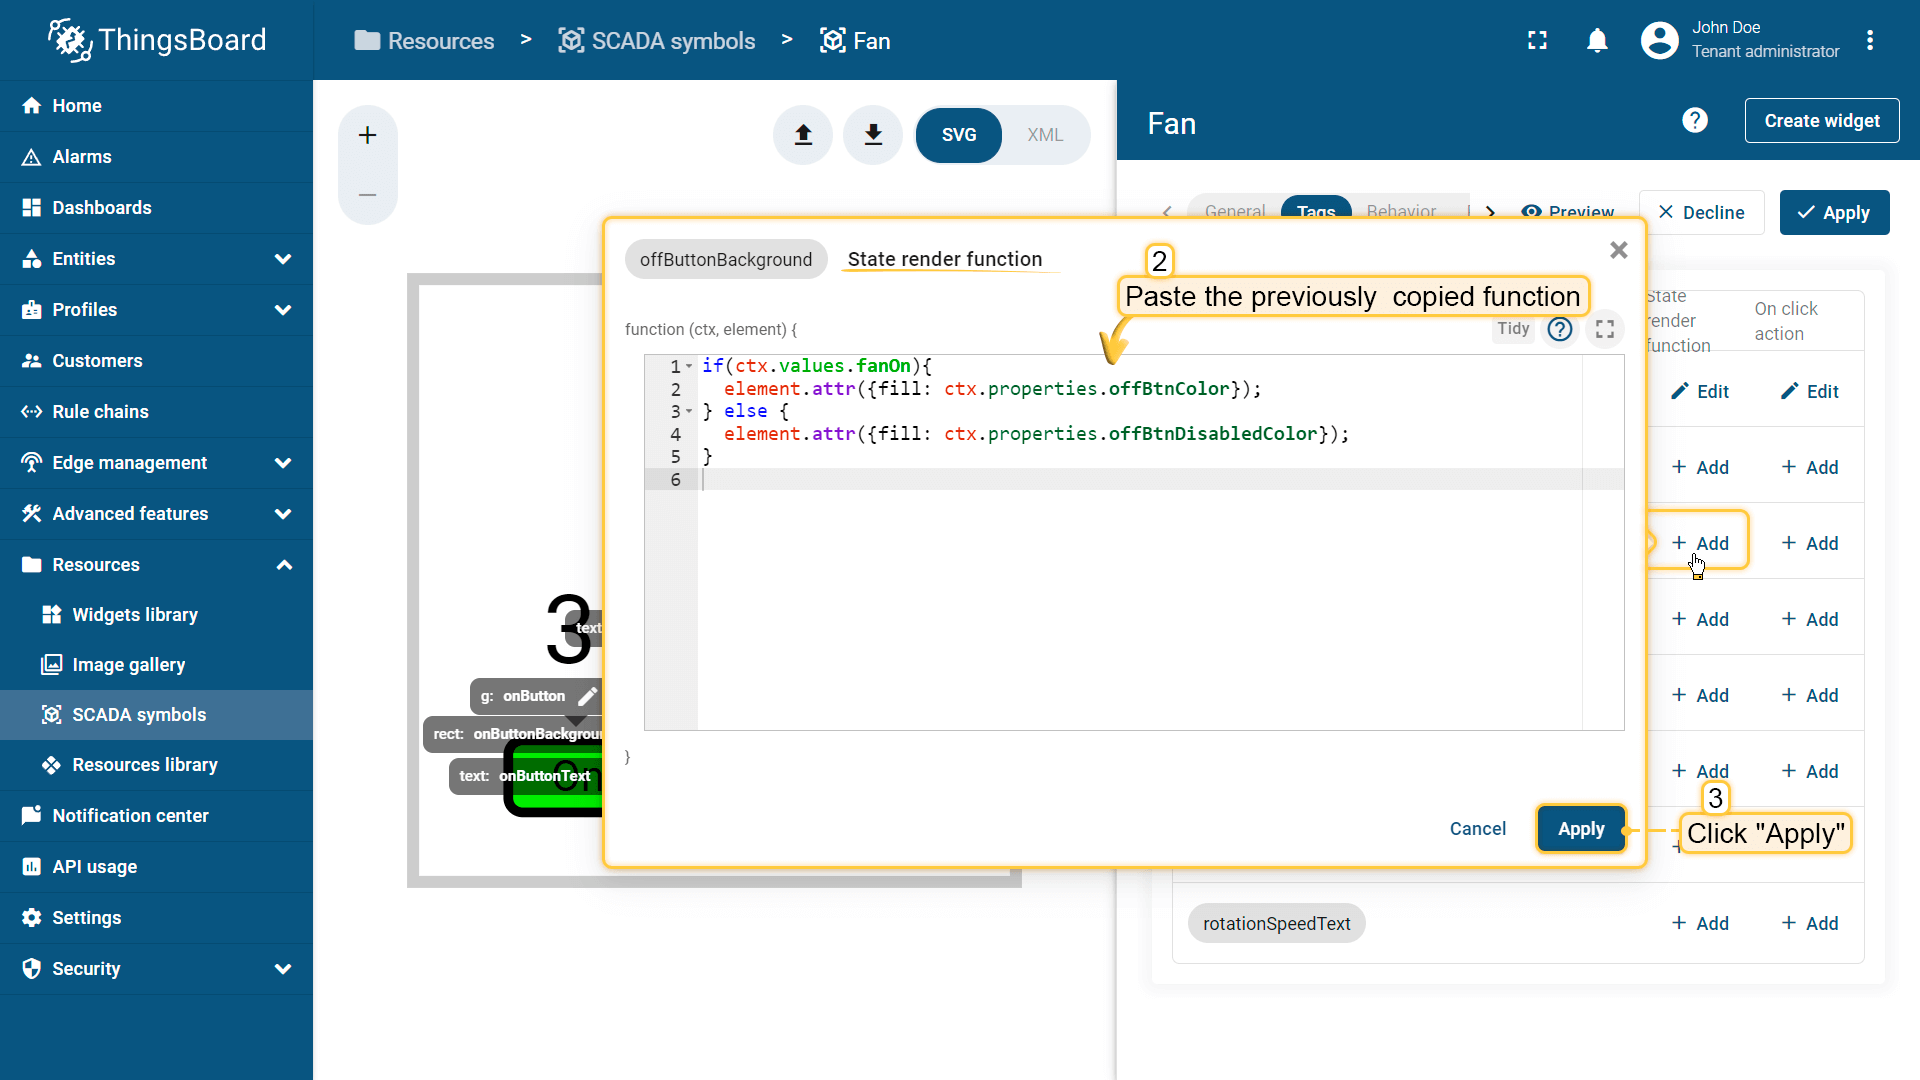 ThingsBoard
Resources > SCADA symbols > Fan
John Doe
Tenant administrator
Home
Alarms
Dashboards
Entities
Profiles
Customers
Rule chains
Edge management
Advanced features
Resources
Widgets library
Image gallery
SCADA symbols
Resources library
Notification center
API usage
Settings
Security
SVG
XML
Fan
Create widget
General
Tags
Behavior
Preview
Decline
Apply
State
render
function
On click
action
Edit Edit
Add Add
Add Add
Add Add
Add Add
Add Add
rotationSpeedText
Add Add
3
text
g: onButton
rect: onButtonBackgroun
text: onButtonText
On
offButtonBackground
State render function
2
Paste the previously copied function
function (ctx, element) {
Tidy
1 if(ctx.values.fanOn){
2 element.attr({fill: ctx.properties.offBtnColor});
3 } else {
4 element.attr({fill: ctx.properties.offBtnDisabledColor});
5 }
6
}
Cancel
Apply
3
Click "Apply"